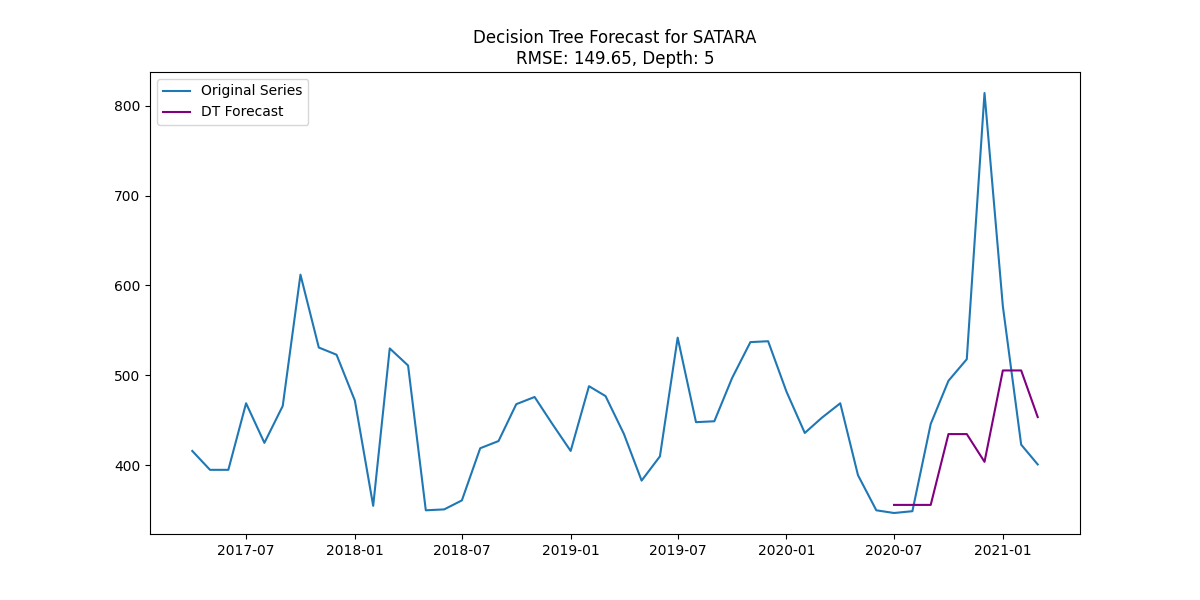 Decision Tree Forecast for SATARA
RMSE: 149.65, Depth: 5
Original Series
DT Forecast
800
700
600
500
400
2017-07 2018-01 2018-07 2019-01 2019-07 2020-01 2020-07 2021-01